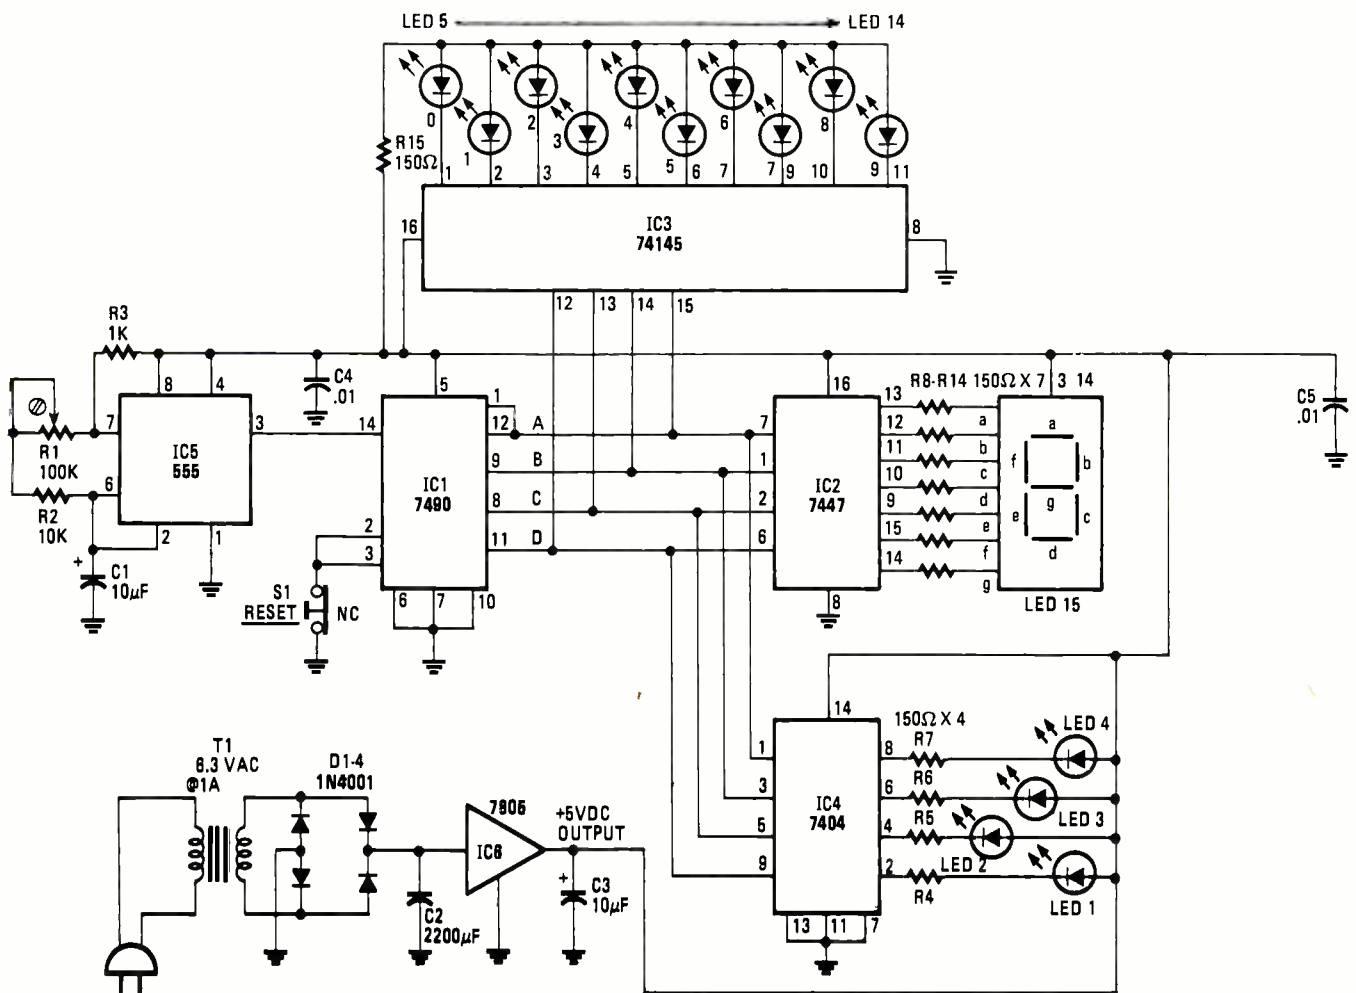 LED 5 LED 14
0 2 4 6 8
1 3 5 7 9
R15
150Ω
1 2 3 4 5 6 7 9 10 11
16 IC3 8
74145
12 13 14 15
R3
1K
8 4
7 3
IC5
555
R1
100K
6
R2
10K
2 1
+
C1
10µF
C4
.01
5
14 1
12 A
9 B
IC1
7490
8 C
2
3 11 D
6 7 10
S1
RESET NC
16
7
1
2
6
IC2
7447
8
13
12
11
10
9
15
14
R8-R14 150Ω X 7 3 14
a
b
c
d
e
f
g
a
f b
g
e c
d
LED 15
C5
.01
14
150Ω X 4
1 8 R7 LED 4
3 6 R6 LED 3
IC4
7404
5 4 R5 LED 2
9 2 R4 LED 1
13 11 7
T1
6.3 VAC
@1A
D1-4
1N4001
7805
IC6
+5VDC
OUTPUT
C2
2200µF
+
C3
10µF